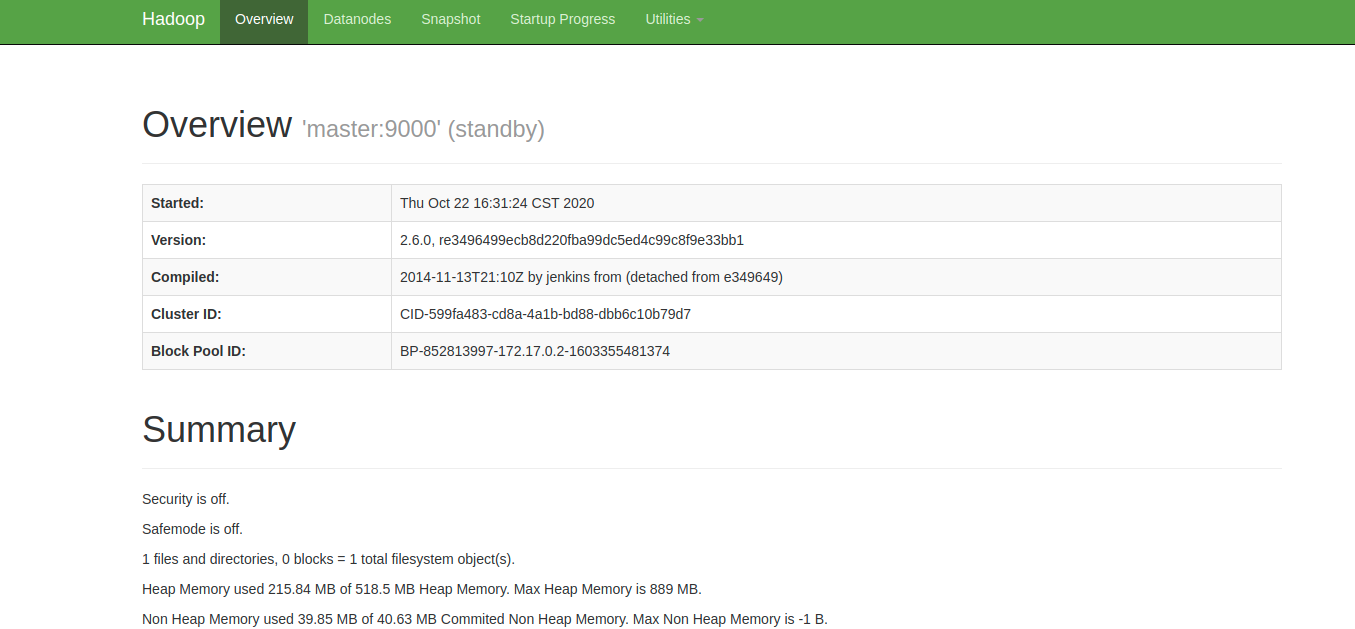 Hadoop Overview Datanodes Snapshot Startup Progress Utilities
Overview 'master:9000' (standby)
Started: Thu Oct 22 16:31:24 CST 2020
Version: 2.6.0, re3496499ecb8d220fba99dc5ed4c99c8f9e33bb1
Compiled: 2014-11-13T21:10Z by jenkins from (detached from e349649)
Cluster ID: CID-599fa483-cd8a-4a1b-bd88-dbb6c10b79d7
Block Pool ID: BP-852813997-172.17.0.2-1603355481374
Summary
Security is off.
Safemode is off.
1 files and directories, 0 blocks = 1 total filesystem object(s).
Heap Memory used 215.84 MB of 518.5 MB Heap Memory. Max Heap Memory is 889 MB.
Non Heap Memory used 39.85 MB of 40.63 MB Commited Non Heap Memory. Max Non Heap Memory is -1 B.